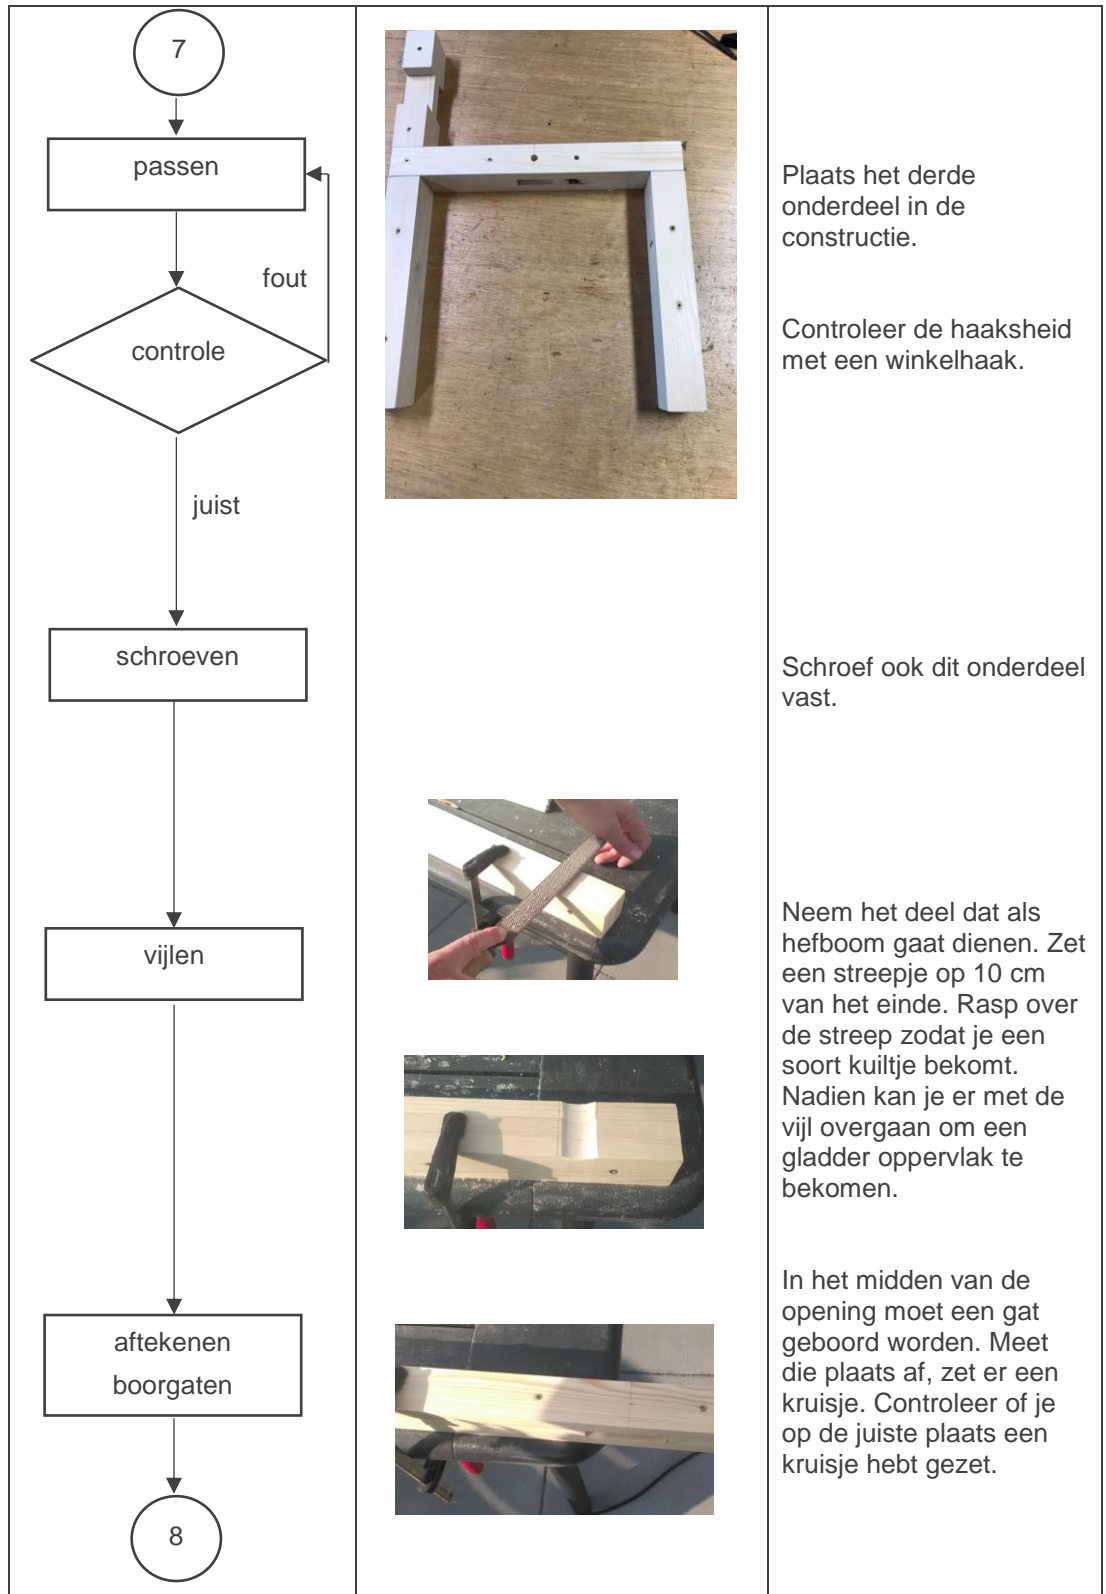 7
passen
fout
controle
juist
schroeven
vijlen
aftekenen
boorgaten
8
Plaats het derde
onderdeel in de
constructie.
Controleer de haaksheid
met een winkelhaak.
Schroef ook dit onderdeel
vast.
Neem het deel dat als
hefboom gaat dienen. Zet
een streepje op 10 cm
van het einde. Rasp over
de streep zodat je een
soort kuiltje bekomt.
Nadien kan je er met de
vijl overgaan om een
gladder oppervlak te
bekomen.
In het midden van de
opening moet een gat
geboord worden. Meet
die plaats af, zet er een
kruisje. Controleer of je
op de juiste plaats een
kruisje hebt gezet.